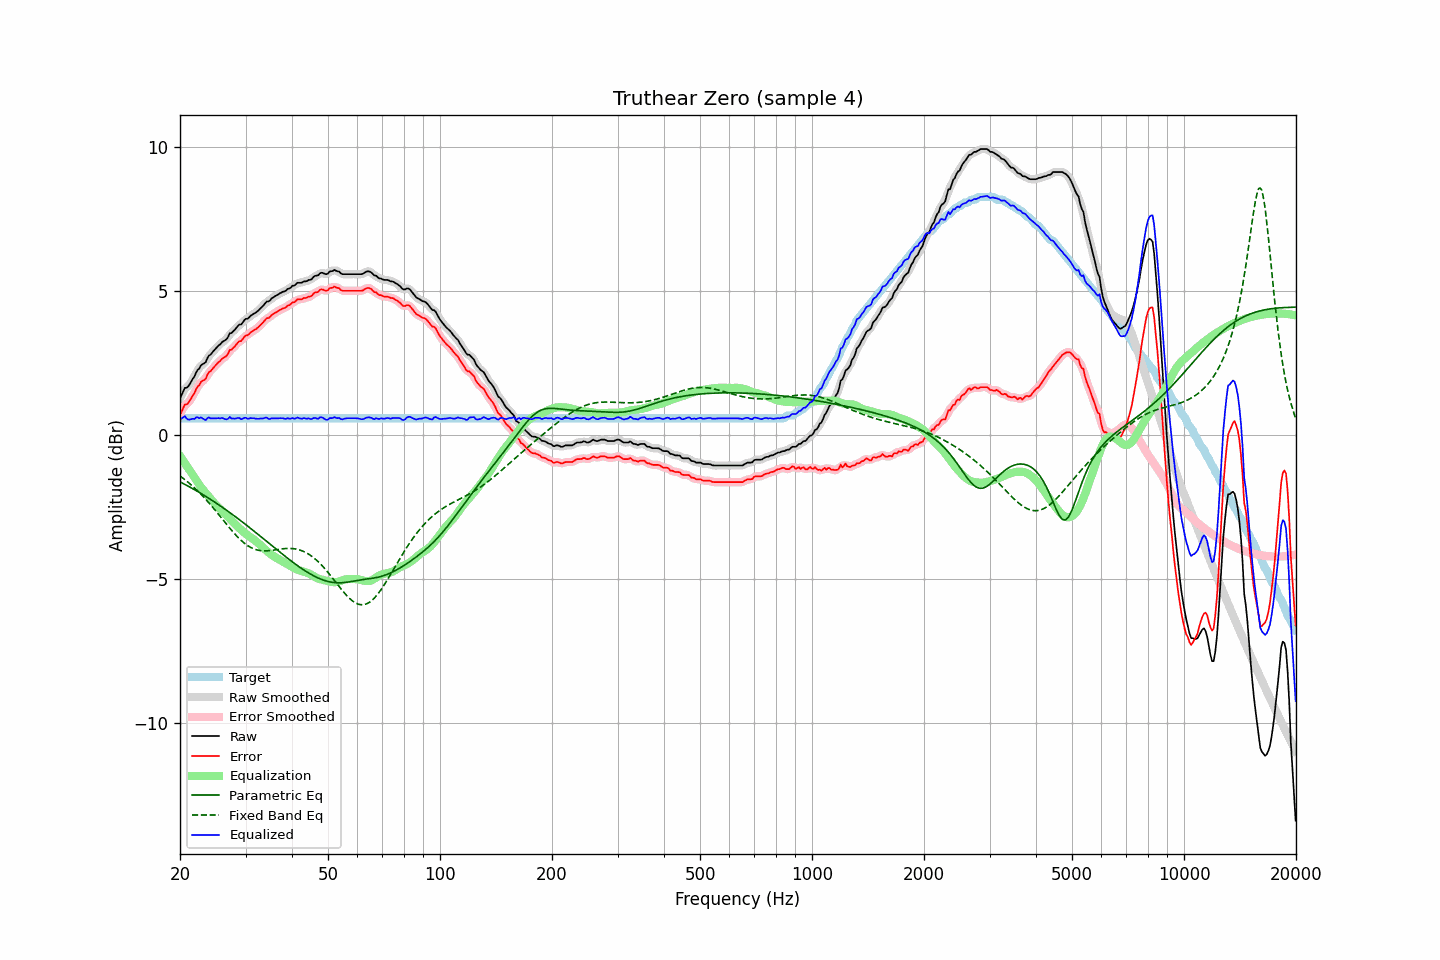 Truthear Zero (sample 4)
Amplitude (dBr)
10
5
0
−5
−10
Target
Raw Smoothed
Error Smoothed
Raw
Error
Equalization
Parametric Eq
Fixed Band Eq
Equalized
20 50 100 200 500 1000 2000 5000 10000 20000
Frequency (Hz)